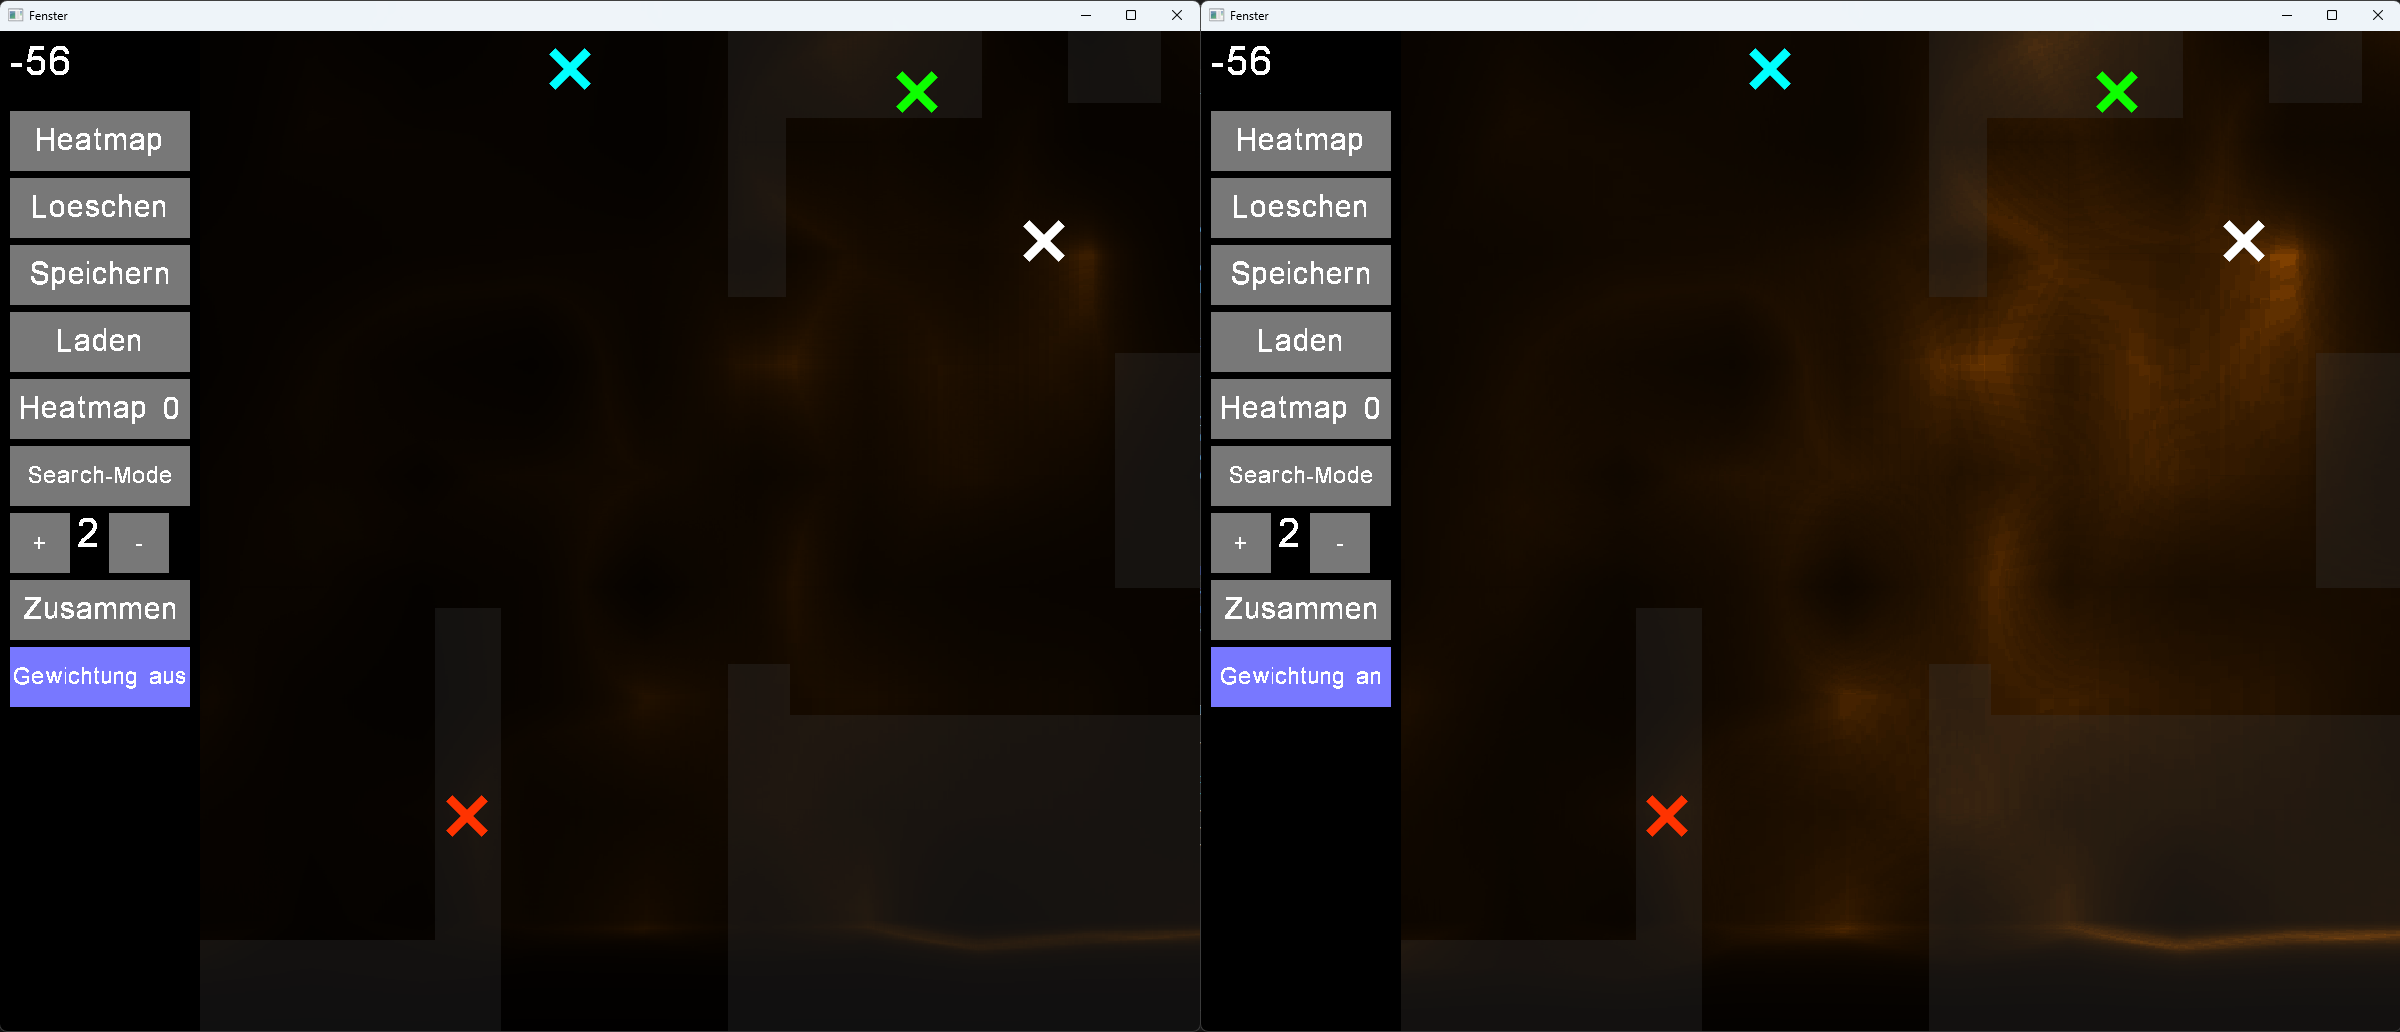 Fenster
-56
Heatmap
Loeschen
Speichern
Laden
Heatmap 0
Search-Mode
+ 2 -
Zusammen
Gewichtung aus
Fenster
-56
Heatmap
Loeschen
Speichern
Laden
Heatmap 0
Search-Mode
+ 2 -
Zusammen
Gewichtung an